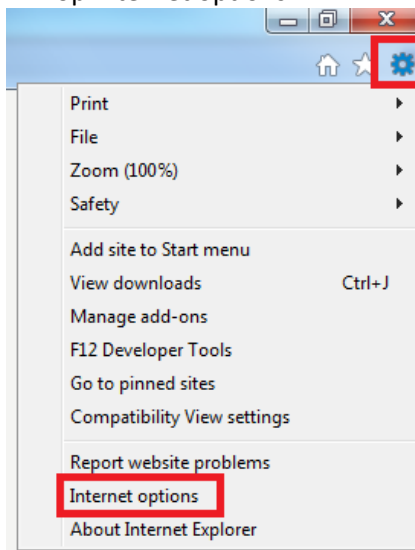 Print
File
Zoom (100%)
Safety
Add site to Start menu
View downloads Ctrl+J
Manage add-ons
F12 Developer Tools
Go to pinned sites
Compatibility View settings
Report website problems
Internet options
About Internet Explorer